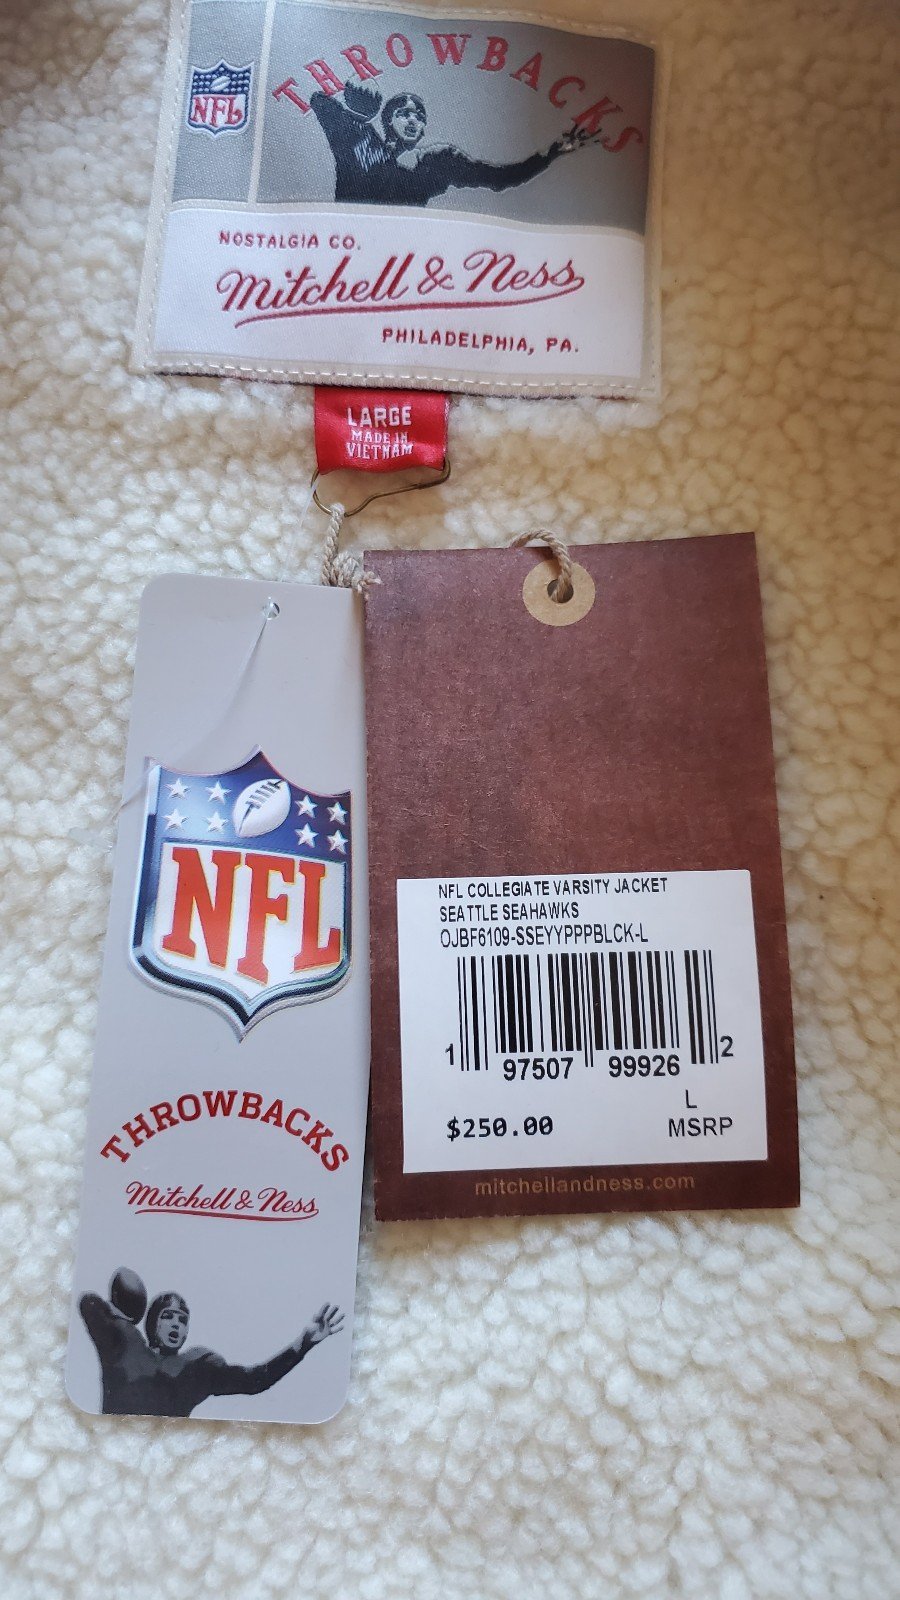 NFL
THROWBACKS
NOSTALGIA CO.
Mitchell & Ness
PHILADELPHIA, PA.
LARGE
MADE IN
VIETNAM
NFL
THROWBACKS
Mitchell & Ness
NFL COLLEGIATE VARSITY JACKET
SEATTLE SEAHAWKS
OJBF6109-SSEYYPPPBLCK-L
1 97507 99926 2
L
$250.00 MSRP
mitchellandness.com